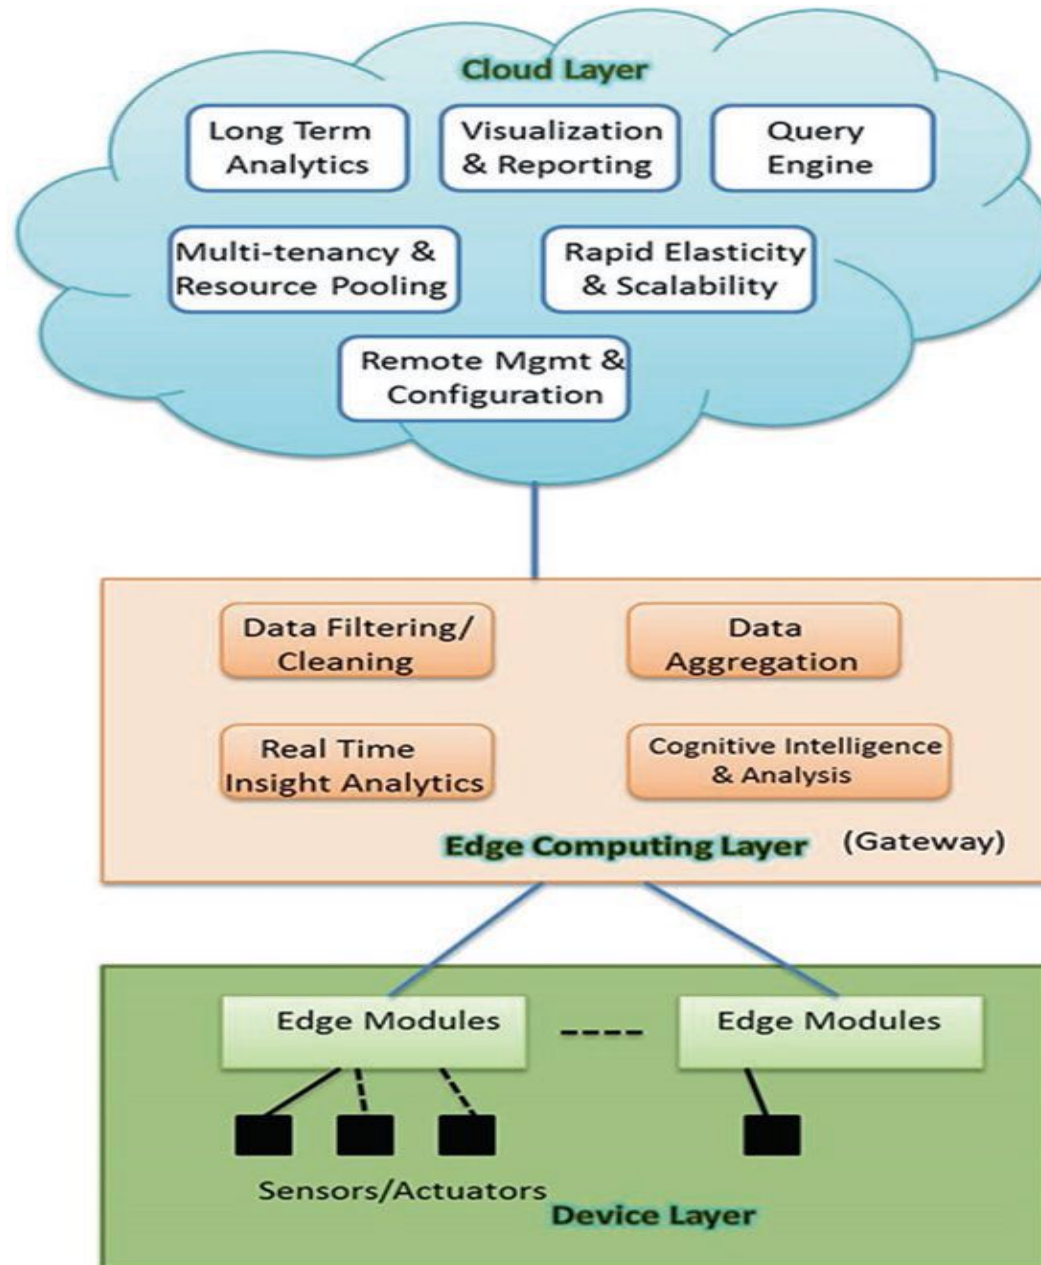 Cloud Layer
Long Term
Analytics
Visualization
& Reporting
Query
Engine
Multi-tenancy &
Resource Pooling
Rapid Elasticity
& Scalability
Remote Mgmt &
Configuration
Data Filtering/
Cleaning
Data
Aggregation
Real Time
Insight Analytics
Cognitive Intelligence
& Analysis
Edge Computing Layer (Gateway)
Edge Modules
Edge Modules
Sensors/Actuators
Device Layer